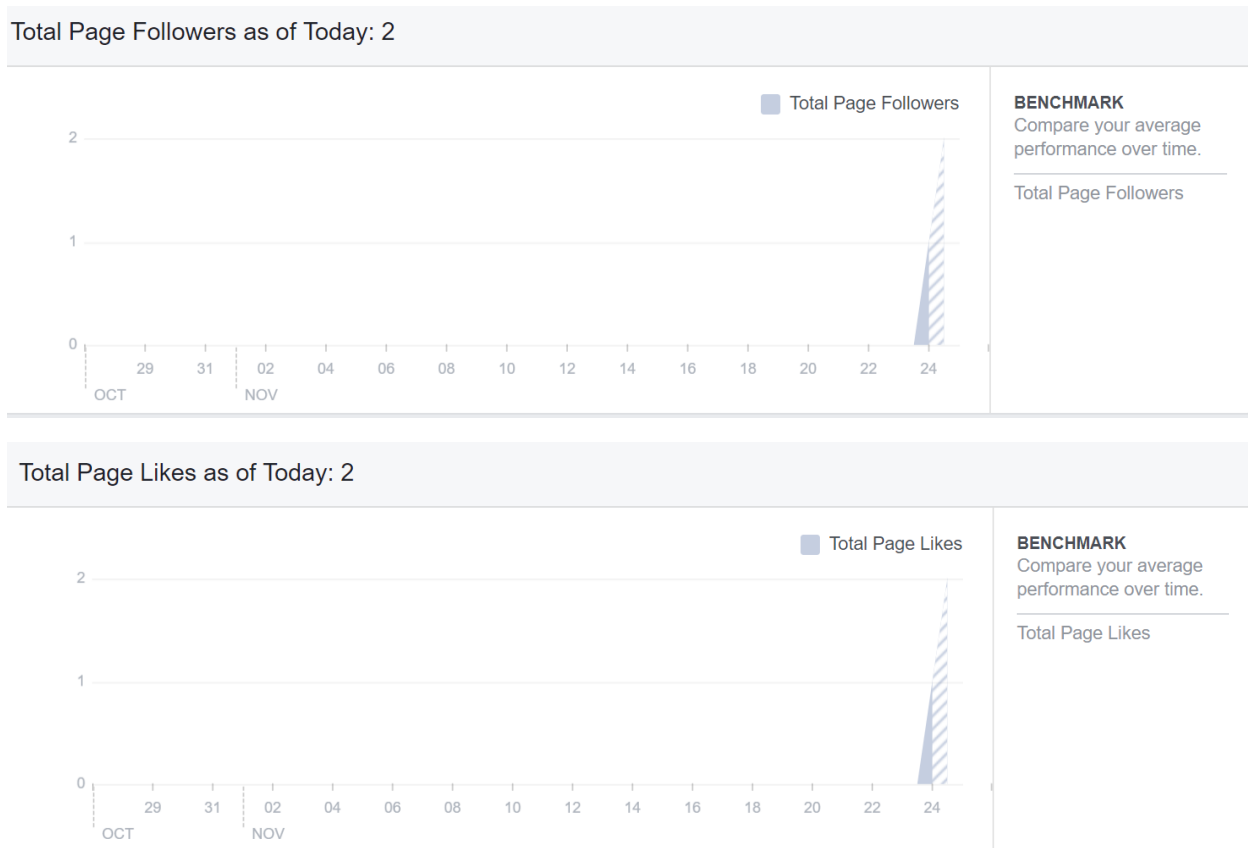 Total Page Followers as of Today: 2
Total Page Followers
BENCHMARK
Compare your average
performance over time.
Total Page Followers
2
1
0
29 31 02 04 06 08 10 12 14 16 18 20 22 24
OCT NOV
Total Page Likes as of Today: 2
Total Page Likes
BENCHMARK
Compare your average
performance over time.
Total Page Likes
2
1
0
29 31 02 04 06 08 10 12 14 16 18 20 22 24
OCT NOV